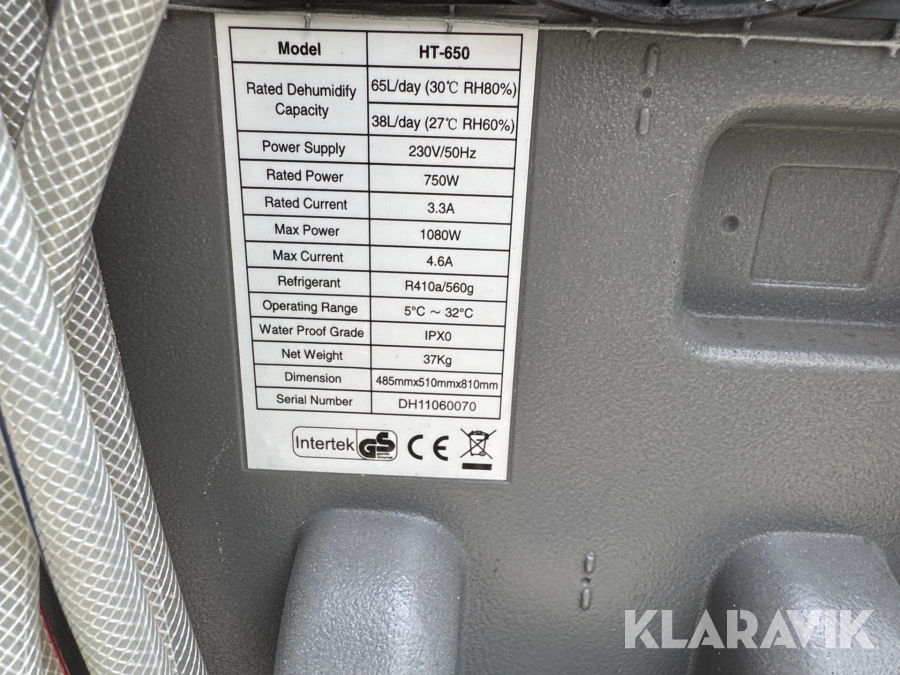 Model HT-650
Rated Dehumidify Capacity 65L/day (30℃ RH80%)
38L/day (27℃ RH60%)
Power Supply 230V/50Hz
Rated Power 750W
Rated Current 3.3A
Max Power 1080W
Max Current 4.6A
Refrigerant R410a/560g
Operating Range 5°C ~ 32°C
Water Proof Grade IPX0
Net Weight 37Kg
Dimension 485mmx510mmx810mm
Serial Number DH11060070
Intertek GS CE
KLARAVIK